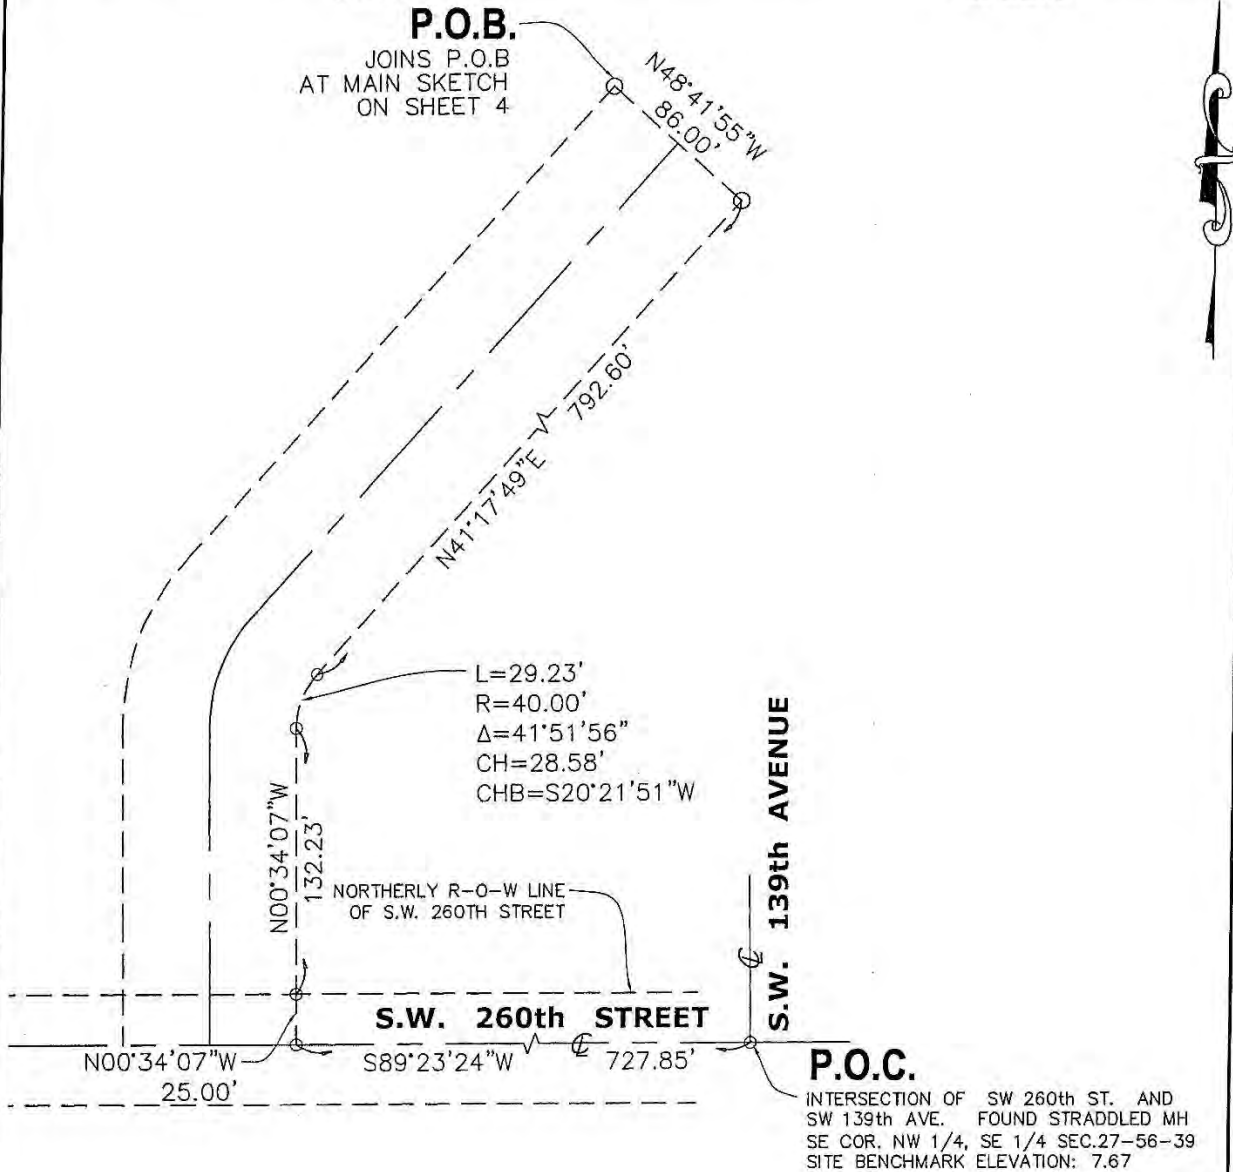 P.O.B.
JOINS P.O.B
AT MAIN SKETCH
ON SHEET 4
N48°41'55"W
86.00'
792.60'
N41°17'49"E
L=29.23'
R=40.00'
Δ=41°51'56"
CH=28.58'
CHB=S20°21'51"W
N00°34'07"W
132.23'
NORTHERLY R-O-W LINE
OF S.W. 260TH STREET
S.W. 139th AVENUE
S.W. 260th STREET
N00°34'07"W
25.00'
S89°23'24"W
727.85'
P.O.C.
INTERSECTION OF SW 260th ST. AND
SW 139th AVE. FOUND STRADDLED MH
SE COR. NW 1/4, SE 1/4 SEC.27-56-39
SITE BENCHMARK ELEVATION: 7.67